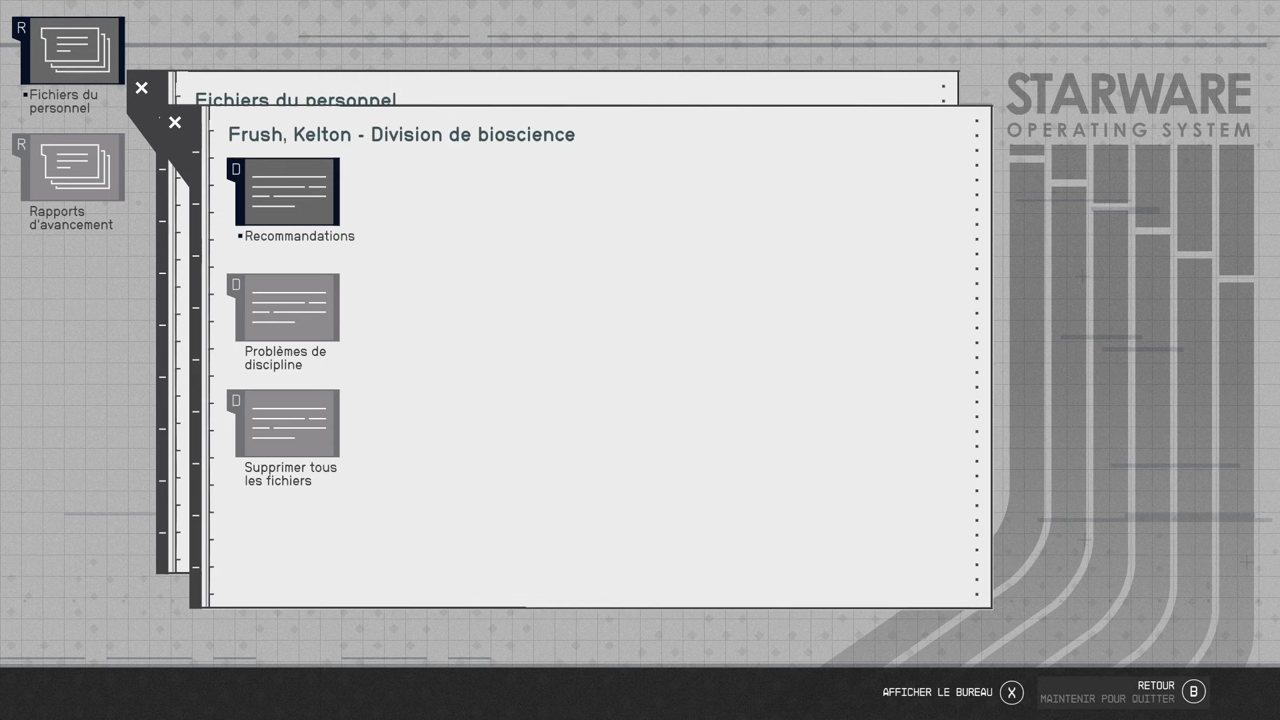 R
Fichiers du
personnel
R
Rapports
d'avancement
Fichiers du personnel
Frush, Kelton - Division de bioscience
D
Recommandations
D
Problèmes de
discipline
D
Supprimer tous
les fichiers
STARWARE
OPERATING SYSTEM
AFFICHER LE BUREAU X
RETOUR
MAINTENIR POUR QUITTER
B